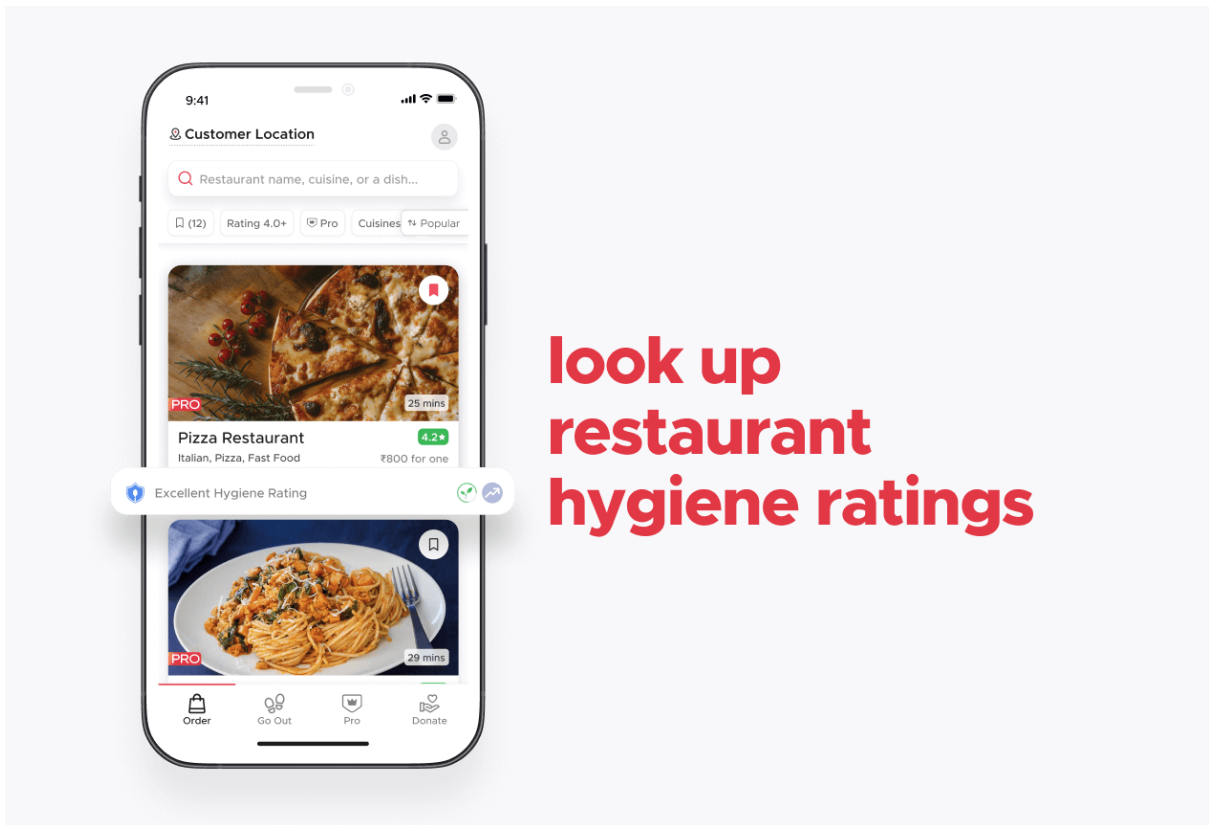 9:41
Customer Location
Restaurant name, cuisine, or a dish...
(12) Rating 4.0+ Pro Cuisines Popular
PRO 25 mins
Pizza Restaurant 4.2★
Italian, Pizza, Fast Food ₹800 for one
Excellent Hygiene Rating
PRO 29 mins
Order Go Out Pro Donate
look up
restaurant
hygiene ratings